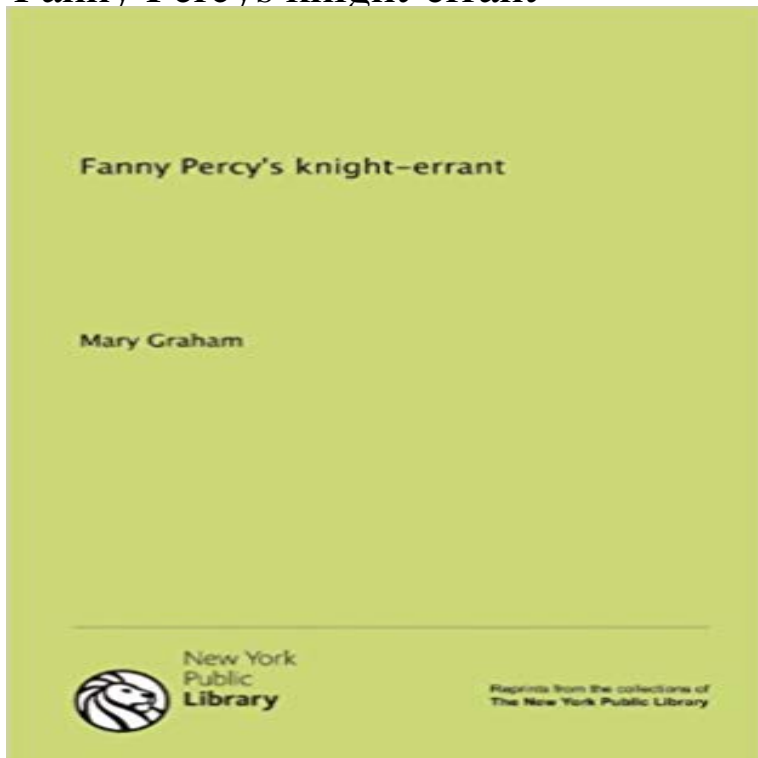 Fanny Percy's knight-errant
Mary Graham
New York
Public
Library
Reprints from the collections of
The New York Public Library